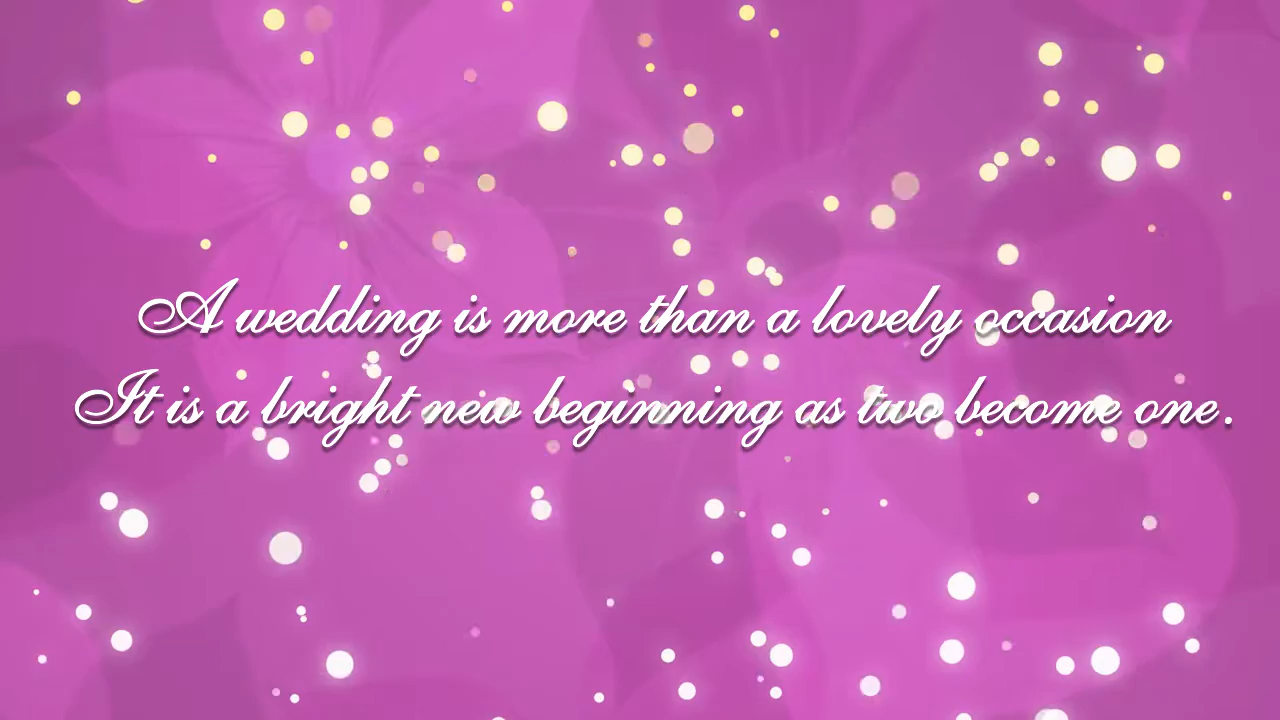 A wedding is more than a lovely occasion
It is a bright new beginning as two become one.